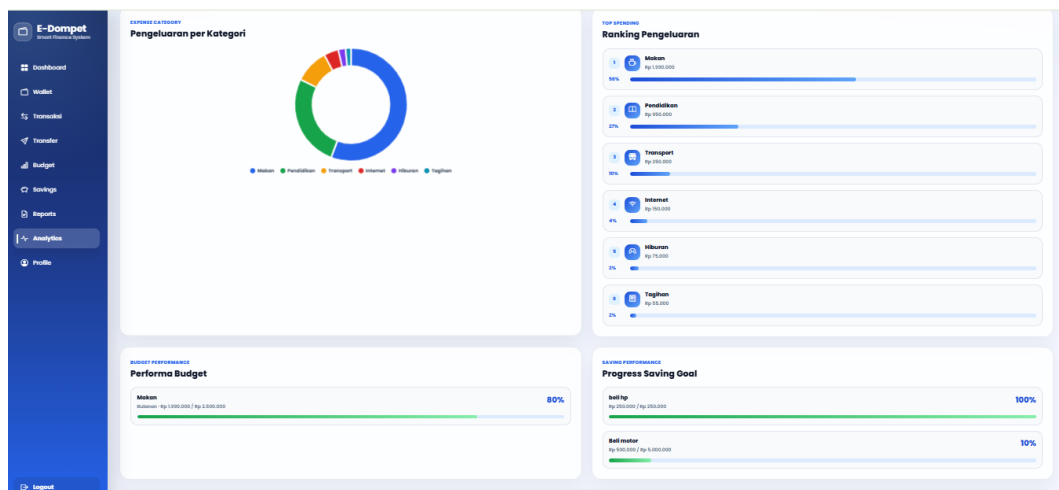 E-Dompet
Smart Finance System
Dashboard
Wallet
Transaksi
Transfer
Budget
Savings
Reports
Analytics
Profile
Logout
EXPENSE CATEGORY
Pengeluaran per Kategori
Makan Pendidikan Transport Internet Hiburan Tagihan
TOP SPENDING
Ranking Pengeluaran
1 Makan
Rp 1.990.000
56%
2 Pendidikan
Rp 950.000
27%
3 Transport
Rp 350.000
10%
4 Internet
Rp 150.000
4%
5 Hiburan
Rp 75.000
2%
6 Tagihan
Rp 55.000
2%
BUDGET PERFORMANCE
Performa Budget
Makan
Bulanan · Rp 1.990.000 / Rp 2.500.000
80%
SAVING PERFORMANCE
Progress Saving Goal
beli hp
Rp 250.000 / Rp 250.000
100%
Beli motor
Rp 500.000 / Rp 5.000.000
10%